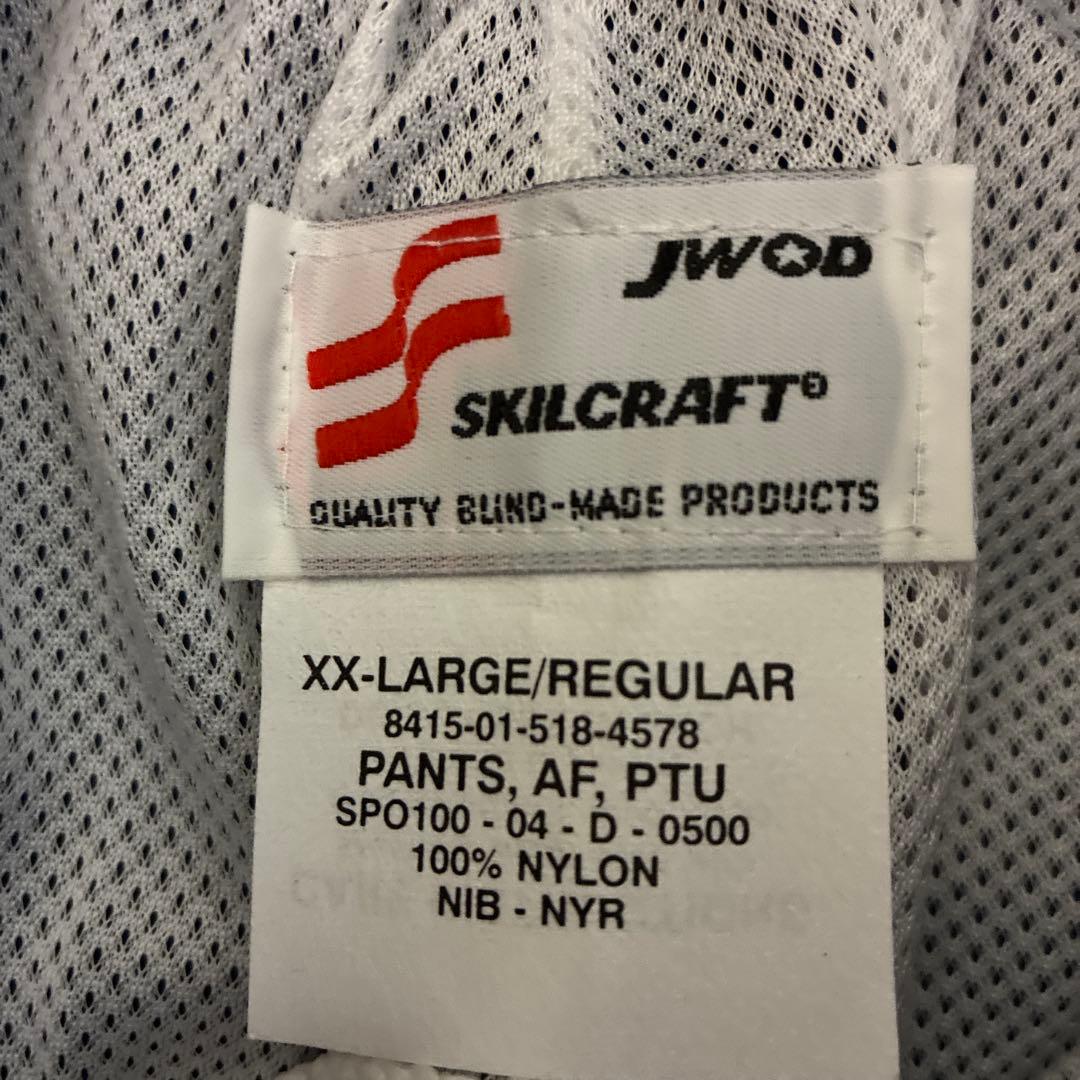 JWOD
SKILCRAFT®
QUALITY BLIND-MADE PRODUCTS
XX-LARGE/REGULAR
8415-01-518-4578
PANTS, AF, PTU
SPO100 - 04 - D - 0500
100% NYLON
NIB - NYR